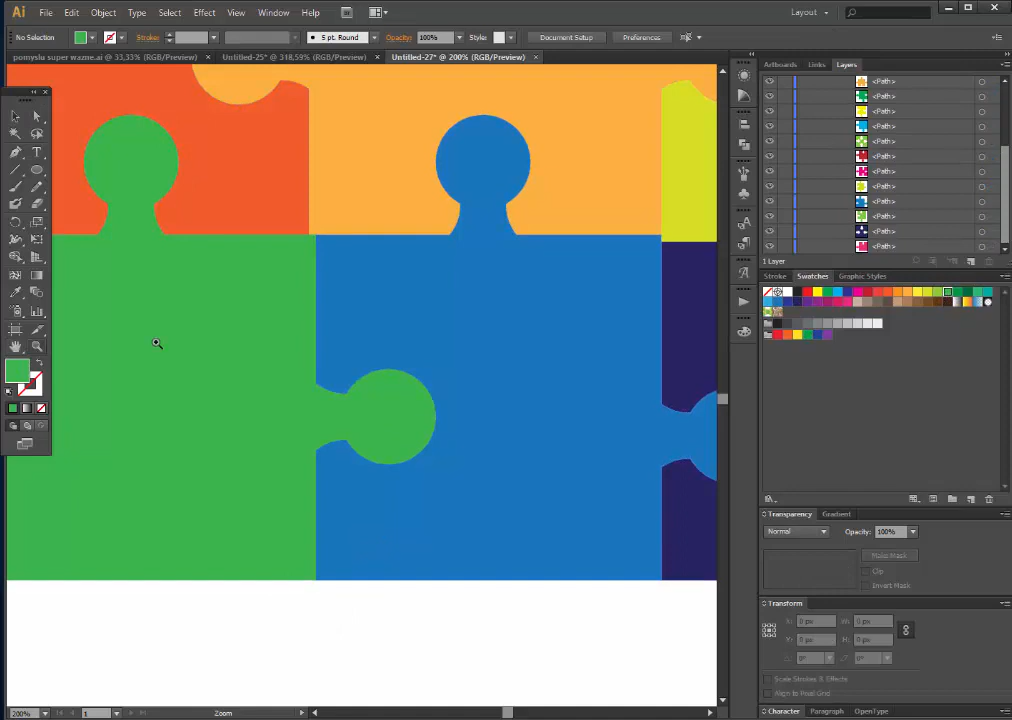 Ai File Edit Object Type Select Effect View Window Help Layout
No Selection Stroke: 5 pt. Round Opacity: 100% Style: Document Setup Preferences
pomyslu super wazne.ai @ 33,33% (RGB/Preview) × Untitled-25* @ 318,59% (RGB/Preview) × Untitled-27* @ 200% (RGB/Preview) ×
Artboards Links Layers
<Path>
<Path>
<Path>
<Path>
<Path>
<Path>
<Path>
<Path>
<Path>
<Path>
<Path>
<Path>
1 Layer
Stroke Swatches Graphic Styles
Transparency Gradient
Normal Opacity: 100%
Make Mask
Clip
Invert Mask
Transform
X: 0 px W: 0 px
Y: 0 px H: 0 px
0° 0°
Scale Strokes & Effects
Align to Pixel Grid
Character Paragraph OpenType
200% 1 Zoom